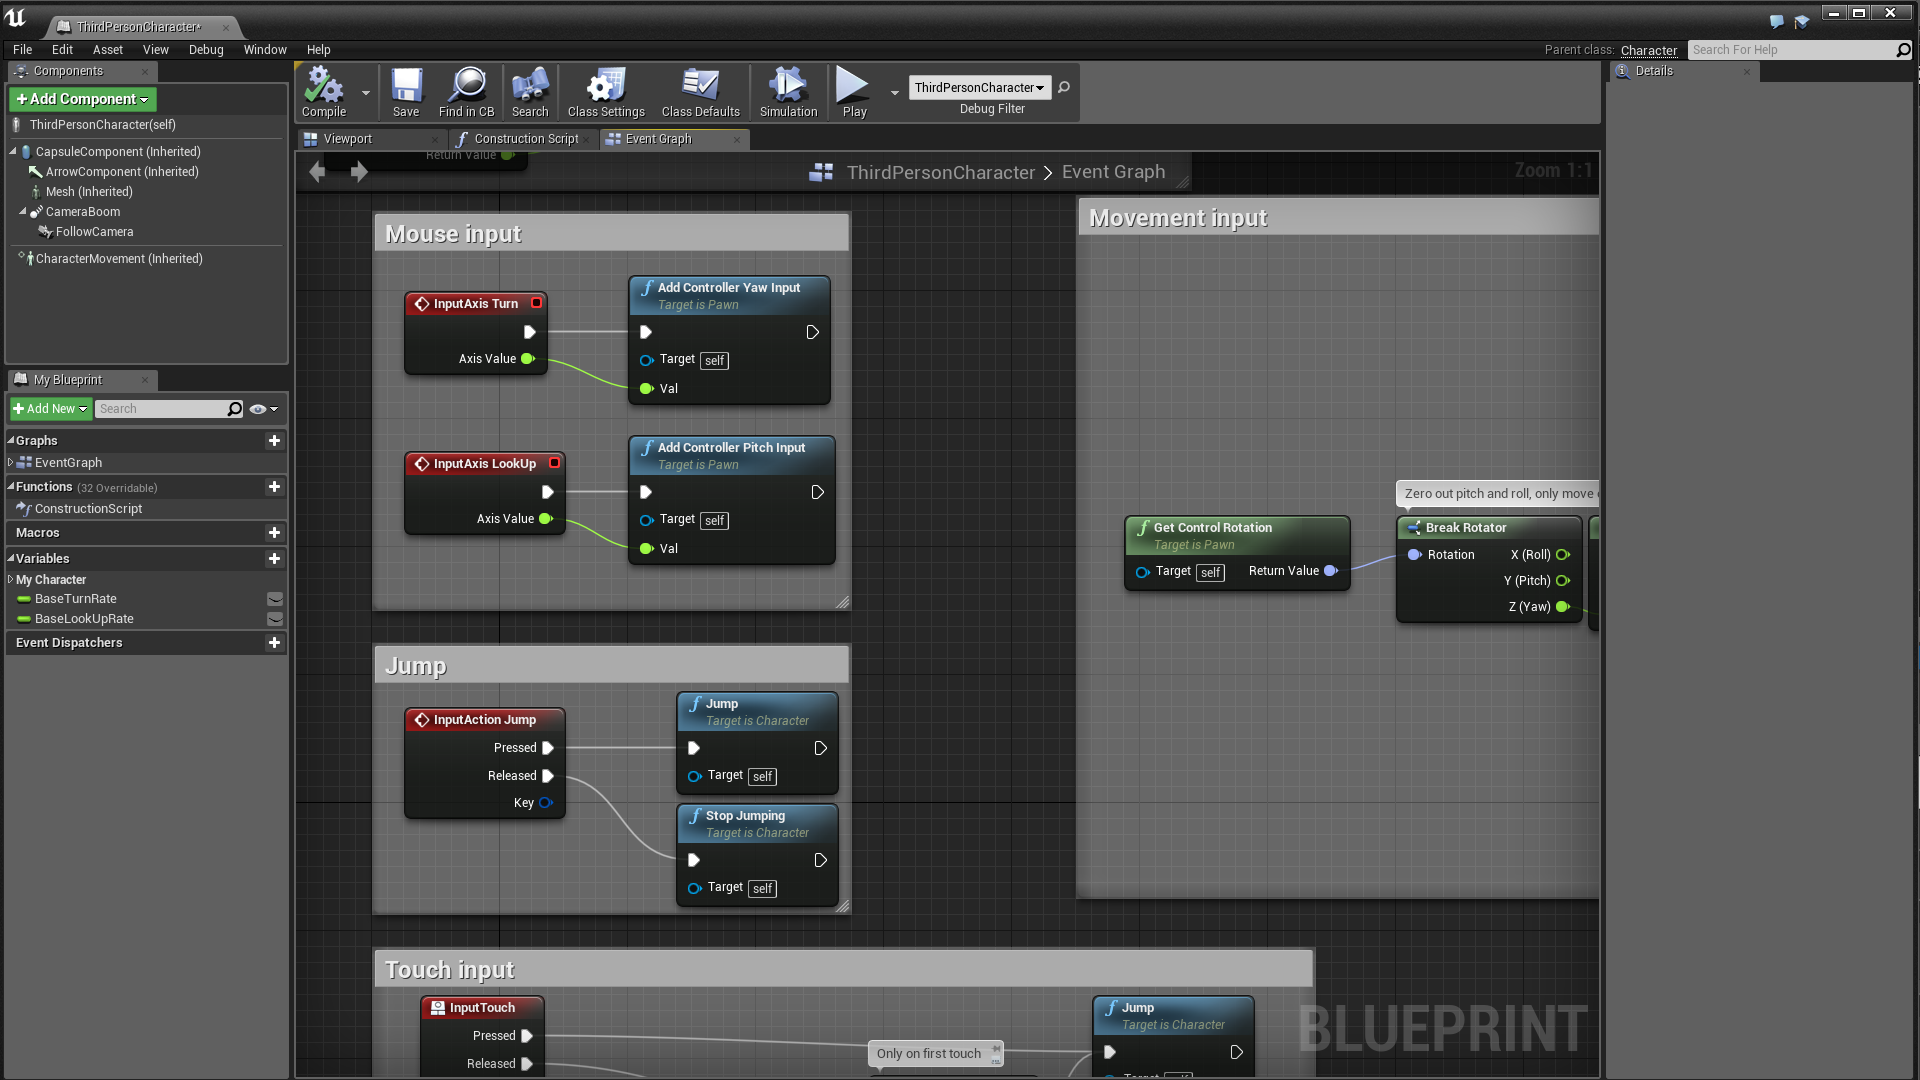 ThirdPersonCharacter*
File Edit Asset View Debug Window Help
Parent class: Character
Search For Help
Components
+Add Component
ThirdPersonCharacter(self)
CapsuleComponent (Inherited)
ArrowComponent (Inherited)
Mesh (Inherited)
CameraBoom
FollowCamera
CharacterMovement (Inherited)
My Blueprint
+Add New
Search
Graphs
EventGraph
Functions (32 Overridable)
ConstructionScript
Macros
Variables
My Character
BaseTurnRate
BaseLookUpRate
Event Dispatchers
Compile
Save
Find in CB
Search
Class Settings
Class Defaults
Simulation
Play
ThirdPersonCharacter
Debug Filter
Viewport
Construction Script
Event Graph
Return Value
ThirdPersonCharacter > Event Graph
Zoom 1:1
Mouse input
InputAxis Turn
Axis Value
Add Controller Yaw Input
Target is Pawn
Target self
Val
InputAxis LookUp
Axis Value
Add Controller Pitch Input
Target is Pawn
Target self
Val
Jump
InputAction Jump
Pressed
Released
Key
Jump
Target is Character
Target self
Stop Jumping
Target is Character
Target self
Movement input
Get Control Rotation
Target is Pawn
Target self Return Value
Zero out pitch and roll, only move
Break Rotator
Rotation X (Roll)
Y (Pitch)
Z (Yaw)
Touch input
InputTouch
Pressed
Released
Only on first touch
Jump
Target is Character
Target self
BLUEPRINT
Details